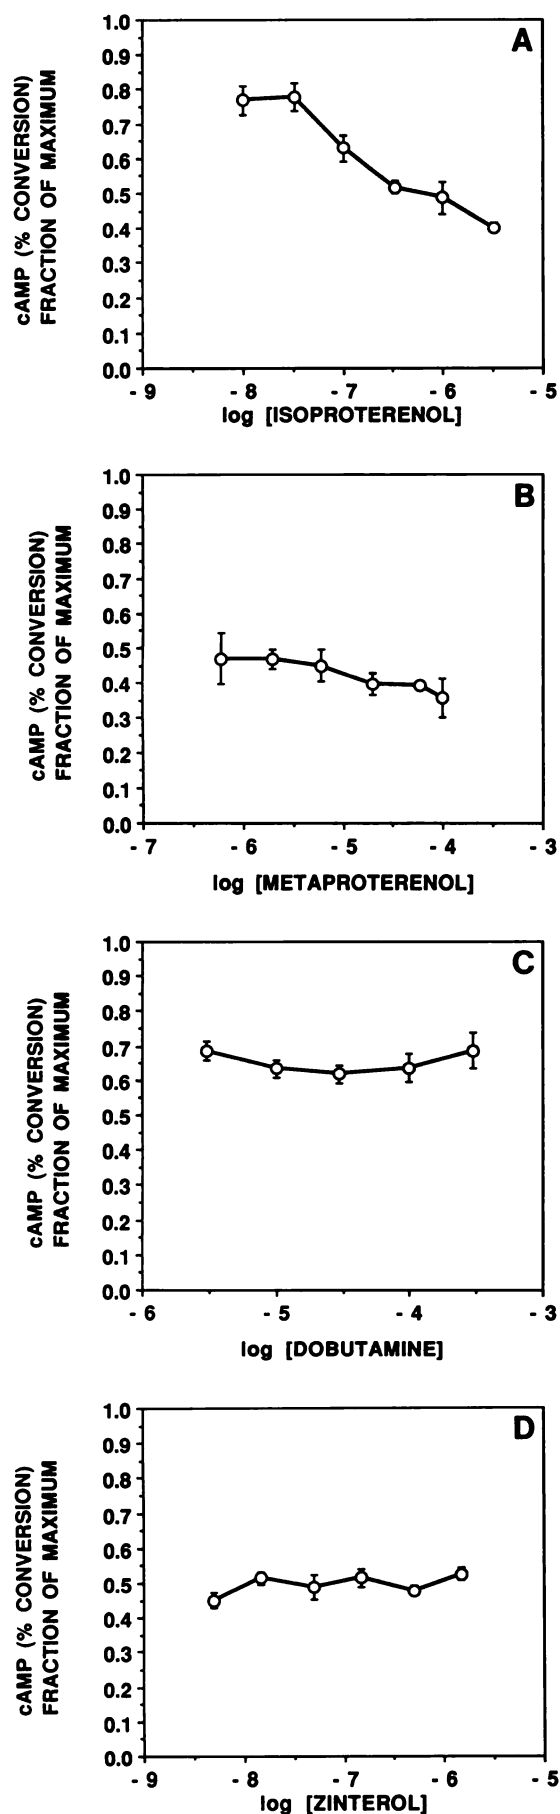 A
cAMP (% CONVERSION)
FRACTION OF MAXIMUM
1.0
0.9
0.8
0.7
0.6
0.5
0.4
0.3
0.2
0.1
0.0
- 9 - 8 - 7 - 6 - 5
log [ISOPROTERENOL]
B
cAMP (% CONVERSION)
FRACTION OF MAXIMUM
1.0
0.9
0.8
0.7
0.6
0.5
0.4
0.3
0.2
0.1
0.0
- 7 - 6 - 5 - 4 - 3
log [METAPROTERENOL]
C
cAMP (% CONVERSION)
FRACTION OF MAXIMUM
1.0
0.9
0.8
0.7
0.6
0.5
0.4
0.3
0.2
0.1
0.0
- 6 - 5 - 4 - 3
log [DOBUTAMINE]
D
cAMP (% CONVERSION)
FRACTION OF MAXIMUM
1.0
0.9
0.8
0.7
0.6
0.5
0.4
0.3
0.2
0.1
0.0
- 9 - 8 - 7 - 6 - 5
log [ZINTEROL]